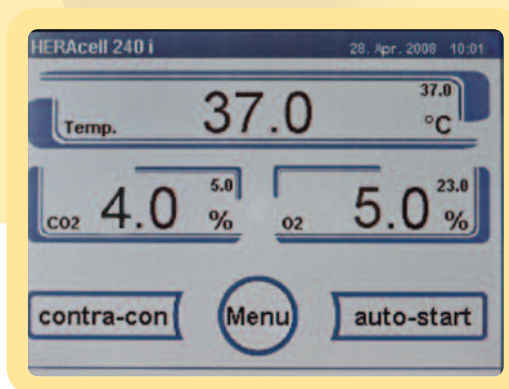 HERAcell 240 i 28. Apr. 2008 10:01
37.0
Temp. 37.0 °C
5.0 23.0
CO2 4.0 % O2 5.0 %
contra-con Menu auto-start